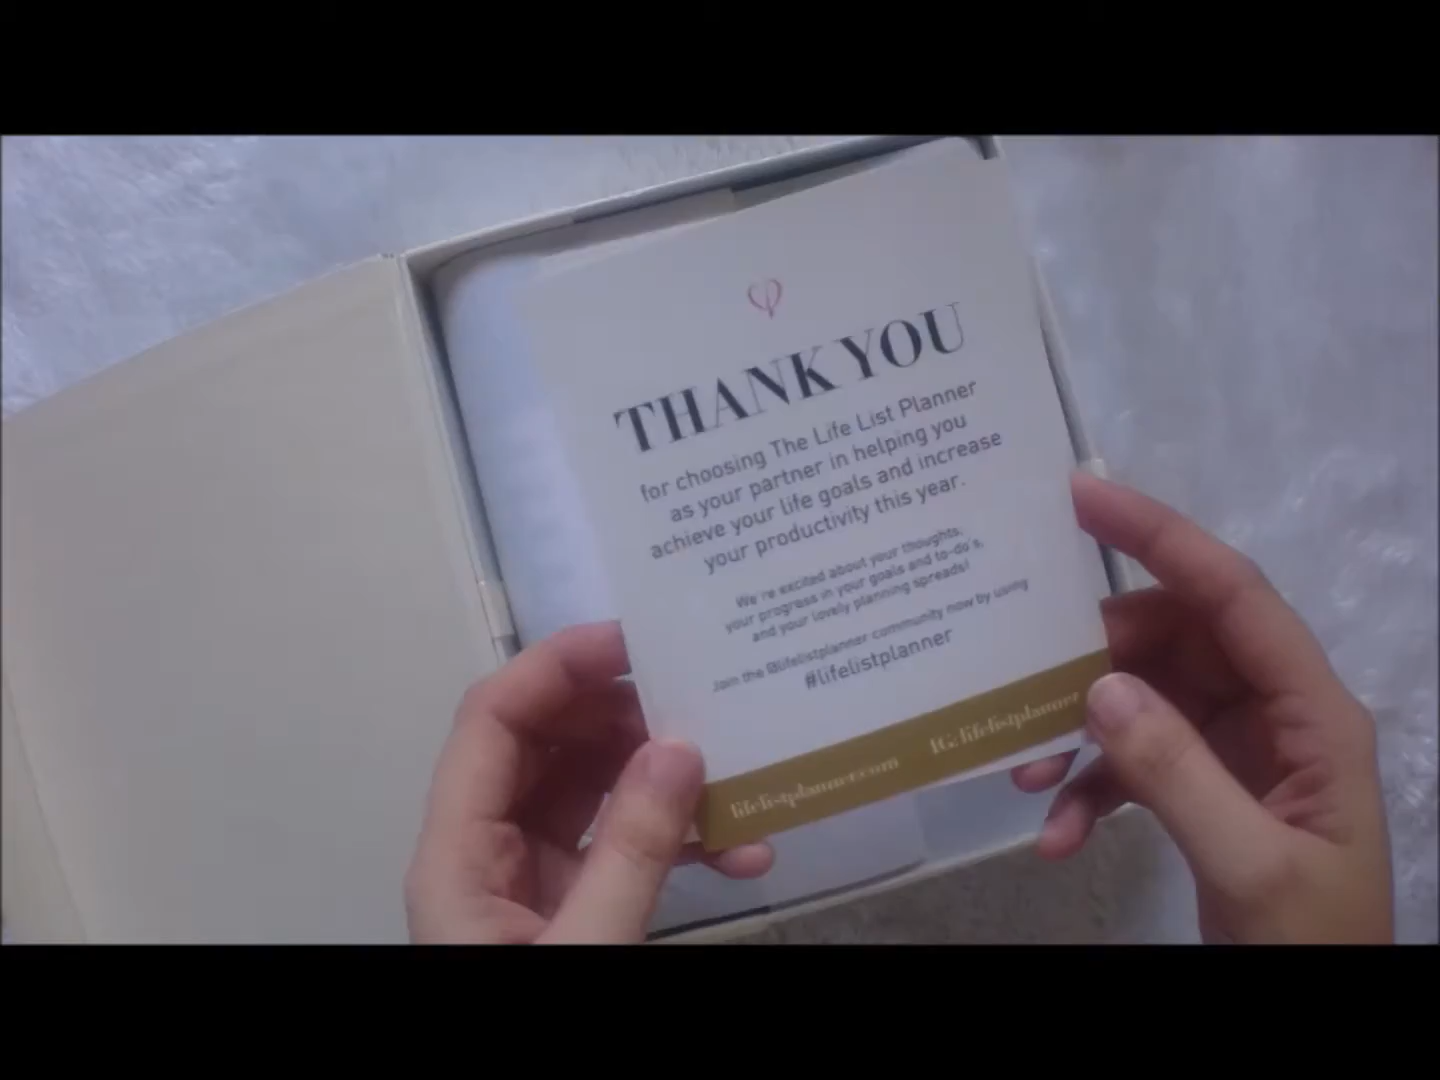 THANK YOU
for choosing The Life List Planner
as your partner in helping you
achieve your life goals and increase
your productivity this year.
We're excited about your thoughts,
your progress in your goals and to-do's,
and your lovely planning spreads!
Join the @lifelistplanner community now by using
#lifelistplanner
lifelistplanner.com IG:lifelistplanner